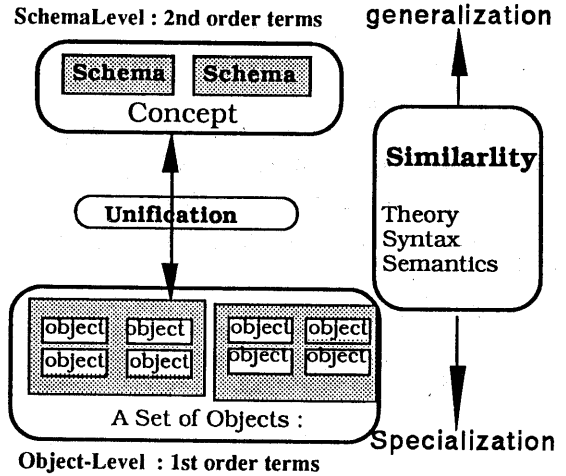 SchemaLevel : 2nd order terms
generalization
Schema Schema
Concept
Similarlity
Theory
Syntax
Semantics
Unification
object object object object
object object object object
A Set of Objects :
Specialization
Object-Level : 1st order terms